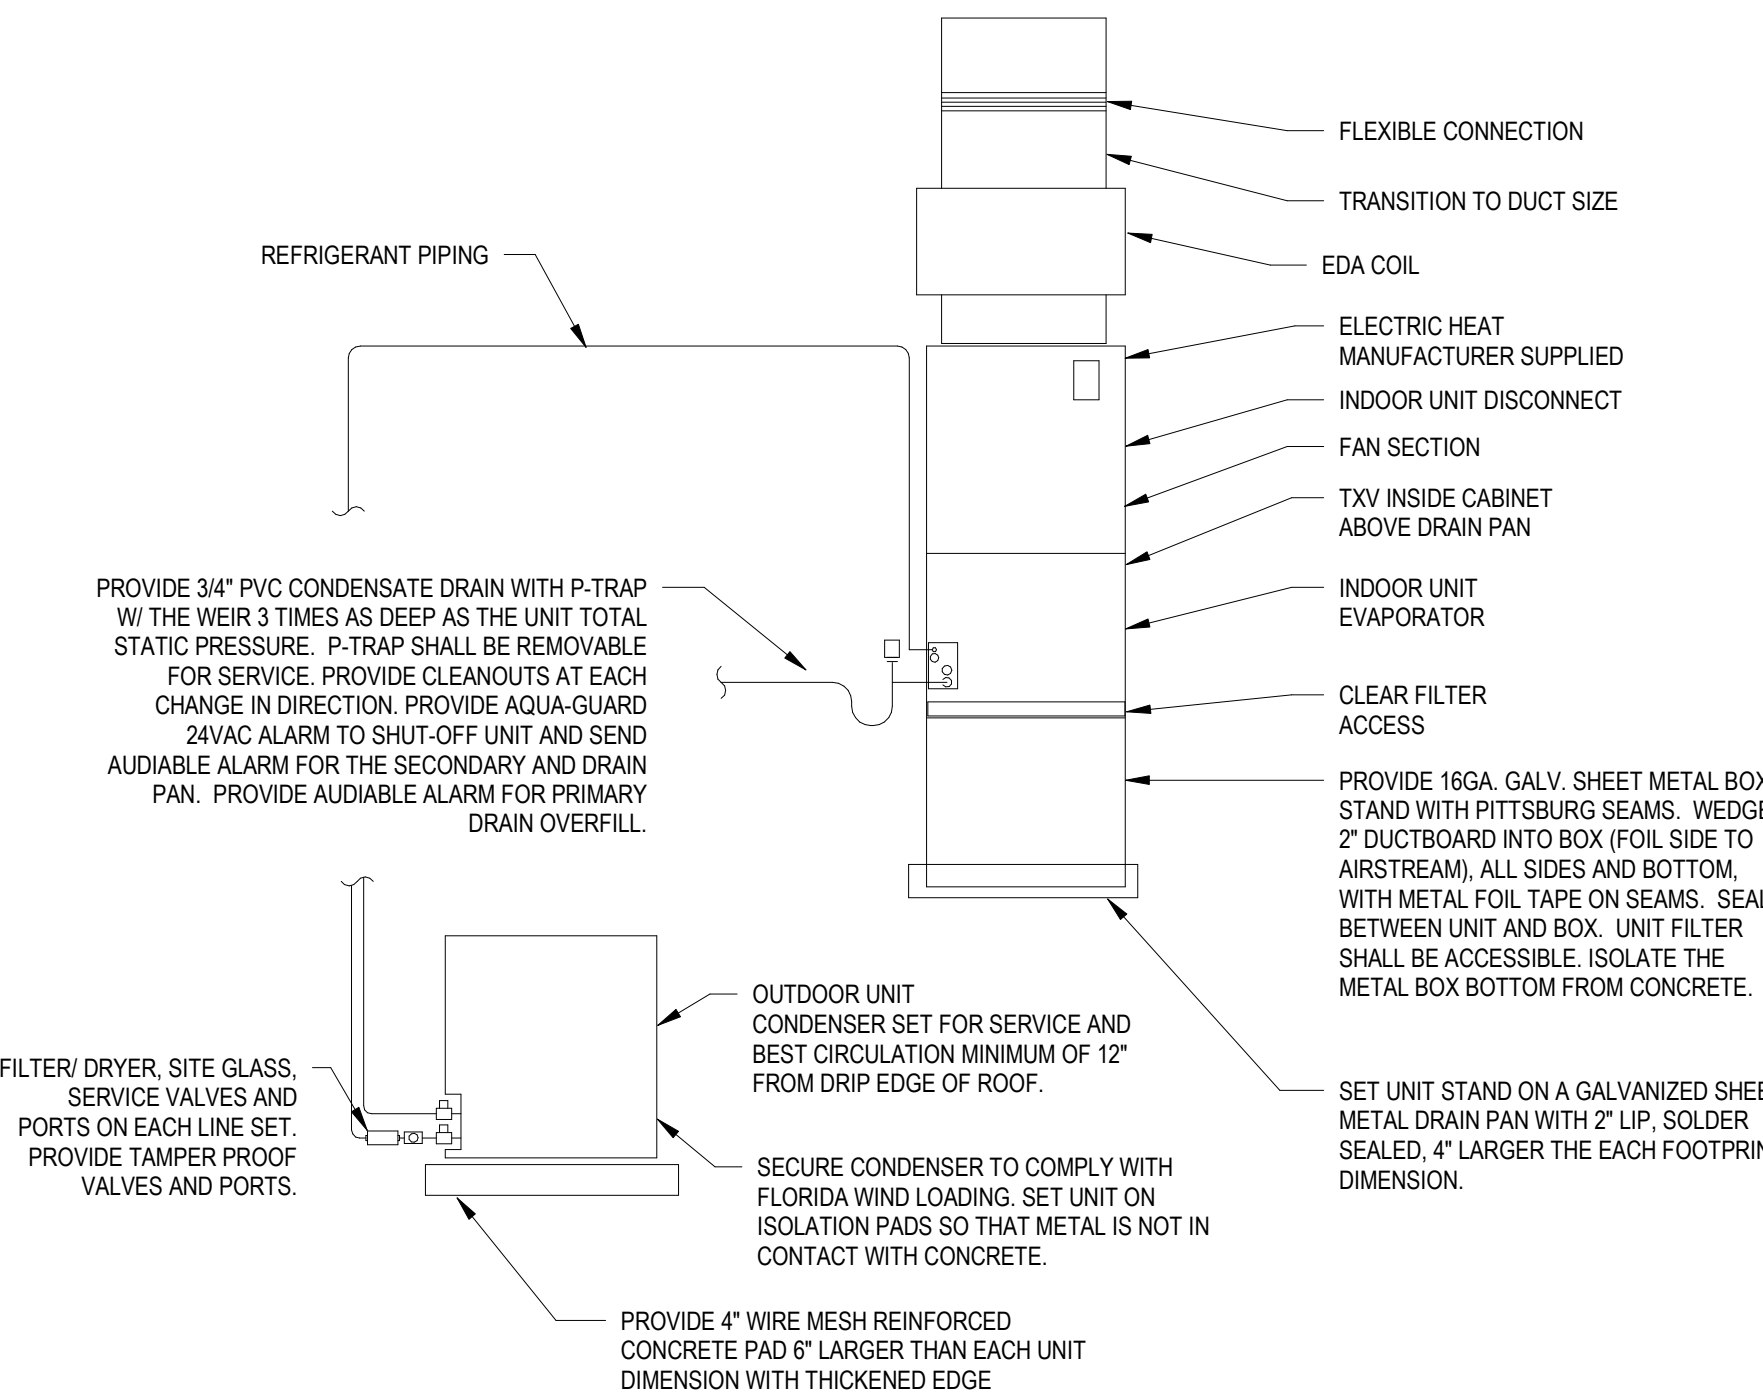 FLEXIBLE CONNECTION
TRANSITION TO DUCT SIZE
REFRIGERANT PIPING
EDA COIL
ELECTRIC HEAT
MANUFACTURER SUPPLIED
INDOOR UNIT DISCONNECT
FAN SECTION
TXV INSIDE CABINET
ABOVE DRAIN PAN
PROVIDE 3/4" PVC CONDENSATE DRAIN WITH P-TRAP
W/ THE WEIR 3 TIMES AS DEEP AS THE UNIT TOTAL
STATIC PRESSURE.  P-TRAP SHALL BE REMOVABLE
FOR SERVICE. PROVIDE CLEANOUTS AT EACH
CHANGE IN DIRECTION. PROVIDE AQUA-GUARD
24VAC ALARM TO SHUT-OFF UNIT AND SEND
AUDIABLE ALARM FOR THE SECONDARY AND DRAIN
PAN.  PROVIDE AUDIABLE ALARM FOR PRIMARY
DRAIN OVERFILL.
INDOOR UNIT
EVAPORATOR
CLEAR FILTER
ACCESS
PROVIDE 16GA. GALV. SHEET METAL BOX
STAND WITH PITTSBURG SEAMS.  WEDGE
2" DUCTBOARD INTO BOX (FOIL SIDE TO
AIRSTREAM), ALL SIDES AND BOTTOM,
WITH METAL FOIL TAPE ON SEAMS.  SEAL
BETWEEN UNIT AND BOX.  UNIT FILTER
SHALL BE ACCESSIBLE. ISOLATE THE
METAL BOX BOTTOM FROM CONCRETE.
OUTDOOR UNIT
CONDENSER SET FOR SERVICE AND
BEST CIRCULATION MINIMUM OF 12"
FROM DRIP EDGE OF ROOF.
FILTER/ DRYER, SITE GLASS,
SERVICE VALVES AND
PORTS ON EACH LINE SET.
PROVIDE TAMPER PROOF
VALVES AND PORTS.
SET UNIT STAND ON A GALVANIZED SHEE
METAL DRAIN PAN WITH 2" LIP, SOLDER
SEALED, 4" LARGER THE EACH FOOTPRIN
DIMENSION.
SECURE CONDENSER TO COMPLY WITH
FLORIDA WIND LOADING. SET UNIT ON
ISOLATION PADS SO THAT METAL IS NOT IN
CONTACT WITH CONCRETE.
PROVIDE 4" WIRE MESH REINFORCED
CONCRETE PAD 6" LARGER THAN EACH UNIT
DIMENSION WITH THICKENED EDGE